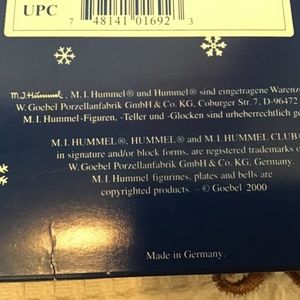 UPC
7 48141 01692 3
M.J.Hümmel , M. I. Hummel® und Hummel® sind eingetragene Warenze
W. Goebel Porzellanfabrik GmbH & Co. KG, Coburger Str. 7, D-96472
M. I. Hummel-Figuren, -Teller und -Glocken sind urheberrechtlich ge
M. I. HUMMEL®, HUMMEL® and M. I. HUMMEL CLUB®
in signature and/or block forms, are registered trademarks of
W. Goebel Porzellanfabrik GmbH & Co. KG, Germany.
M. I. Hummel figurines, plates and bells are
copyrighted products. – © Goebel 2000
Made in Germany.